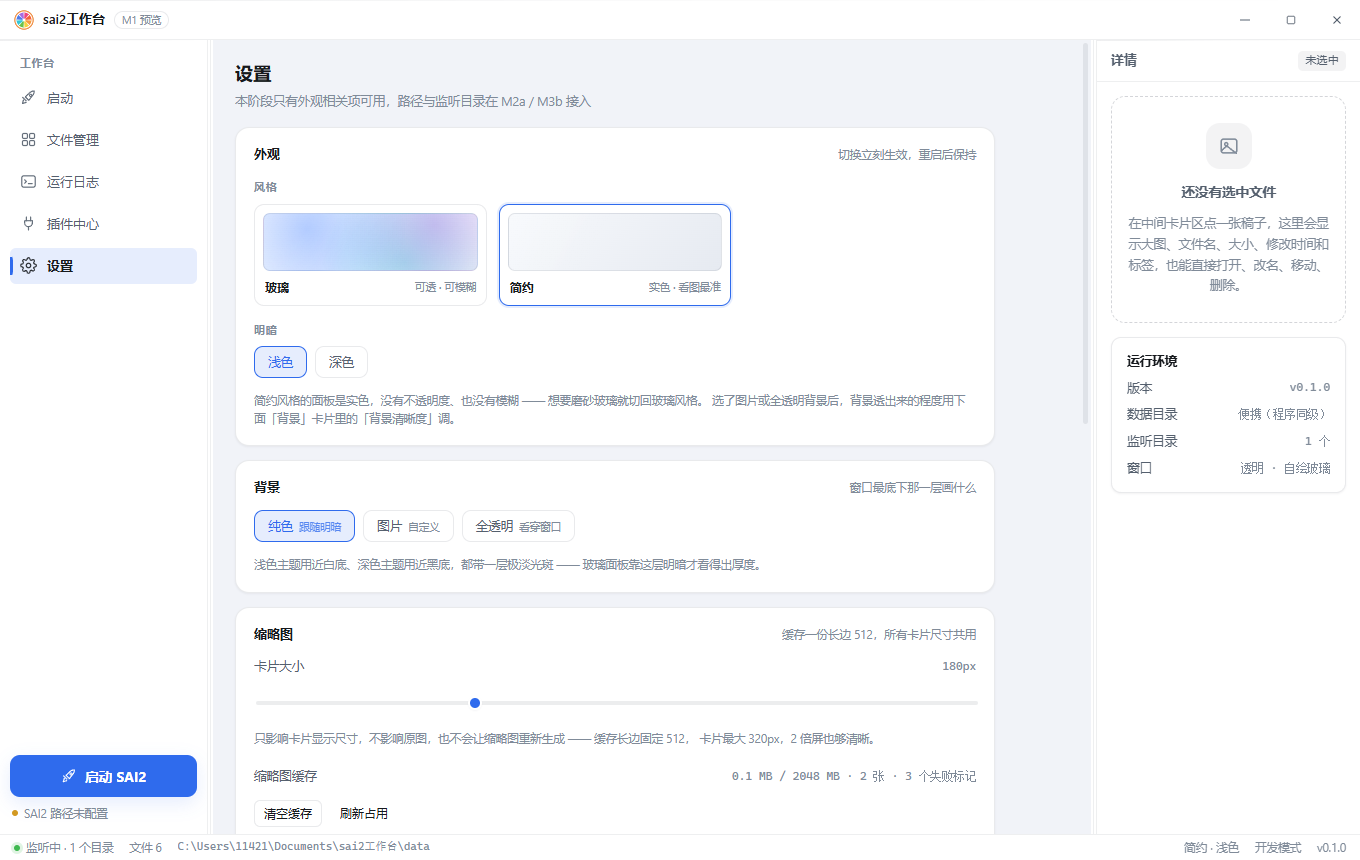 sai2工作台 M1 预览
工作台
启动
文件管理
运行日志
插件中心
设置
启动 SAI2
SAI2 路径未配置
设置
本阶段只有外观相关项可用，路径与监听目录在 M2a / M3b 接入
外观 切换立刻生效，重启后保持
风格
玻璃 可透 · 可模糊
简约 实色 · 看图最准
明暗
浅色 深色
简约风格的面板是实色，没有不透明度、也没有模糊 —— 想要磨砂玻璃就切回玻璃风格。 选了图片或全透明背景后，背景透出来的程度用下
面「背景」卡片里的「背景清晰度」调。
背景 窗口最底下那一层画什么
纯色 跟随明暗 图片 自定义 全透明 看穿窗口
浅色主题用近白底、深色主题用近黑底，都带一层极淡光斑 —— 玻璃面板靠这层明暗才看得出厚度。
缩略图 缓存一份长边 512，所有卡片尺寸共用
卡片大小 180px
只影响卡片显示尺寸，不影响原图，也不会让缩略图重新生成 —— 缓存长边固定 512， 卡片最大 320px，2 倍屏也够清晰。
缩略图缓存 0.1 MB / 2048 MB · 2 张 · 3 个失败标记
清空缓存 刷新占用
详情 未选中
还没有选中文件
在中间卡片区点一张稿子，这里会显
示大图、文件名、大小、修改时间和
标签，也能直接打开、改名、移动、
删除。
运行环境
版本 v0.1.0
数据目录 便携（程序同级）
监听目录 1 个
窗口 透明 · 自绘玻璃
监听中 · 1 个目录 文件 6 C:\Users\11421\Documents\sai2工作台\data 简约 · 浅色 开发模式 v0.1.0